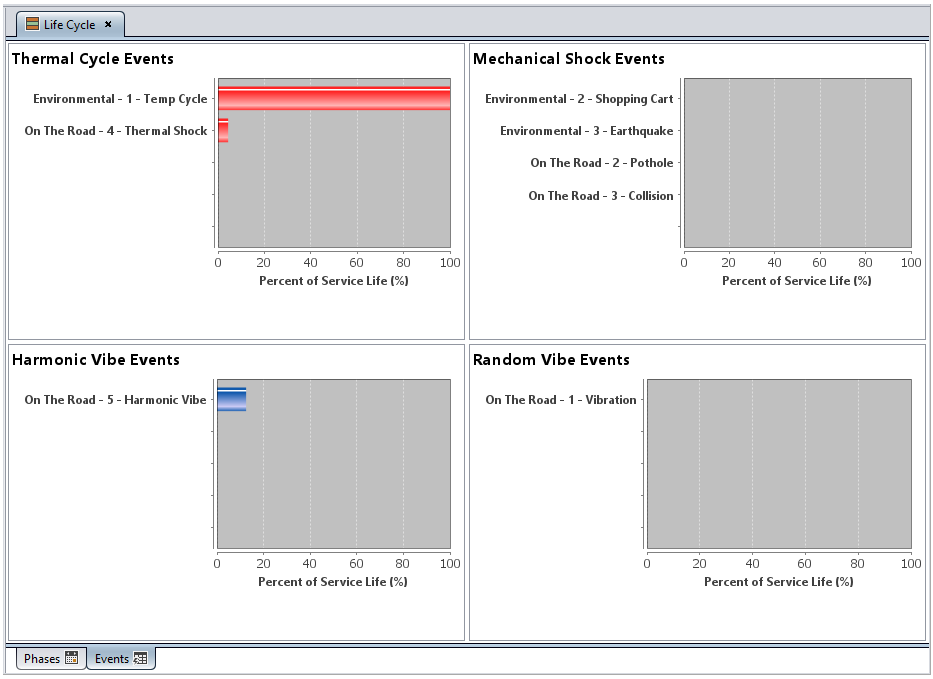 Life Cycle ×
Thermal Cycle Events
Environmental - 1 - Temp Cycle
On The Road - 4 - Thermal Shock
0 20 40 60 80 100
Percent of Service Life (%)
Mechanical Shock Events
Environmental - 2 - Shopping Cart
Environmental - 3 - Earthquake
On The Road - 2 - Pothole
On The Road - 3 - Collision
0 20 40 60 80 100
Percent of Service Life (%)
Harmonic Vibe Events
On The Road - 5 - Harmonic Vibe
0 20 40 60 80 100
Percent of Service Life (%)
Random Vibe Events
On The Road - 1 - Vibration
0 20 40 60 80 100
Percent of Service Life (%)
Phases Events